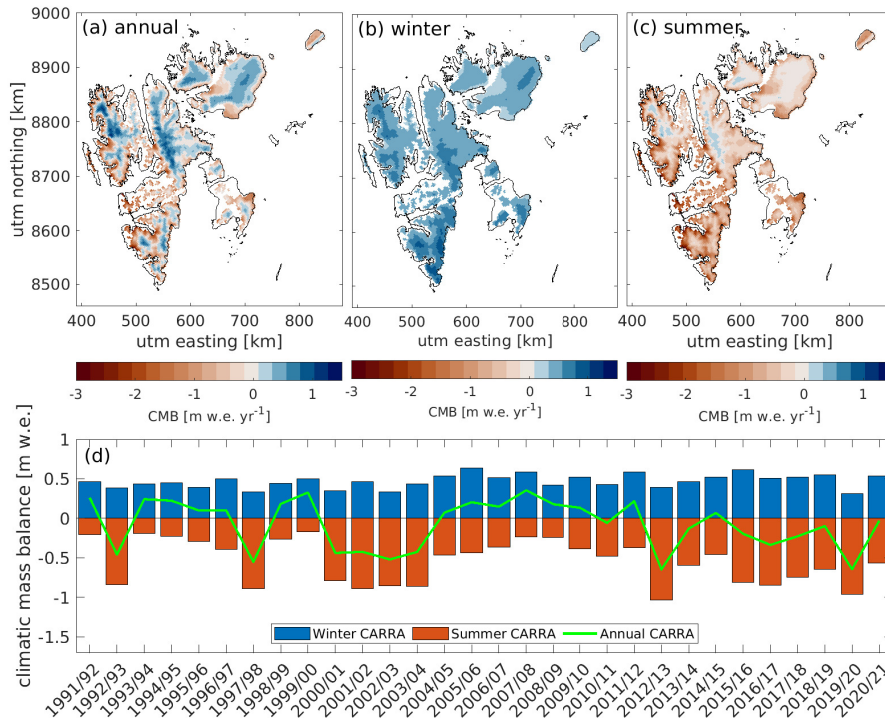 (a) annual
(b) winter
(c) summer
utm northing [km]
9000
8900
8800
8700
8600
8500
400 500 600 700 800
400 500 600 700 800
400 500 600 700 800
utm easting [km]
utm easting [km]
utm easting [km]
-3 -2 -1 0 1
-3 -2 -1 0 1
-3 -2 -1 0 1
CMB [m w.e. yr-1]
CMB [m w.e. yr-1]
CMB [m w.e. yr-1]
(d)
climatic mass balance [m w.e.]
1
0.5
0
-0.5
-1
-1.5
Winter CARRA Summer CARRA Annual CARRA
1991/92 1992/93 1993/94 1994/95 1995/96 1996/97 1997/98 1998/99 1999/00 2000/01 2001/02 2002/03 2003/04 2004/05 2005/06 2006/07 2007/08 2008/09 2009/10 2010/11 2011/12 2012/13 2013/14 2014/15 2015/16 2016/17 2017/18 2018/19 2019/20 2020/21